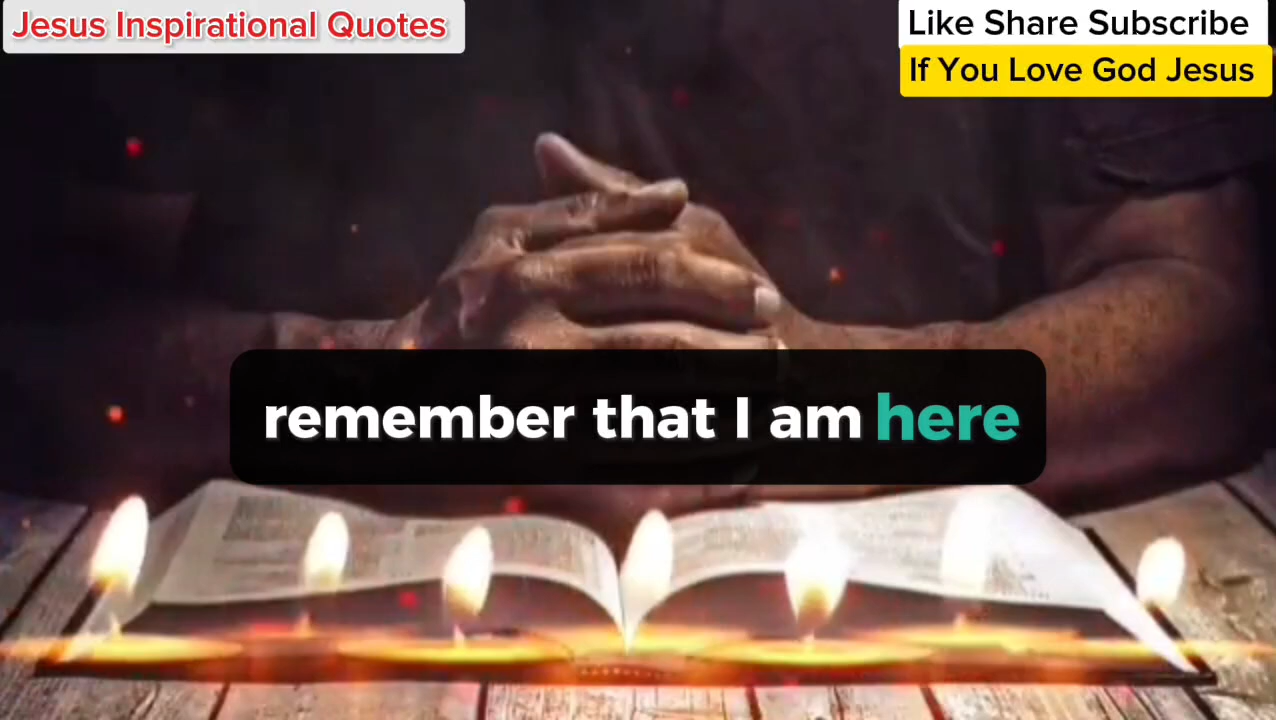 Jesus Inspirational Quotes
Like Share Subscribe
If You Love God Jesus
remember that I am here